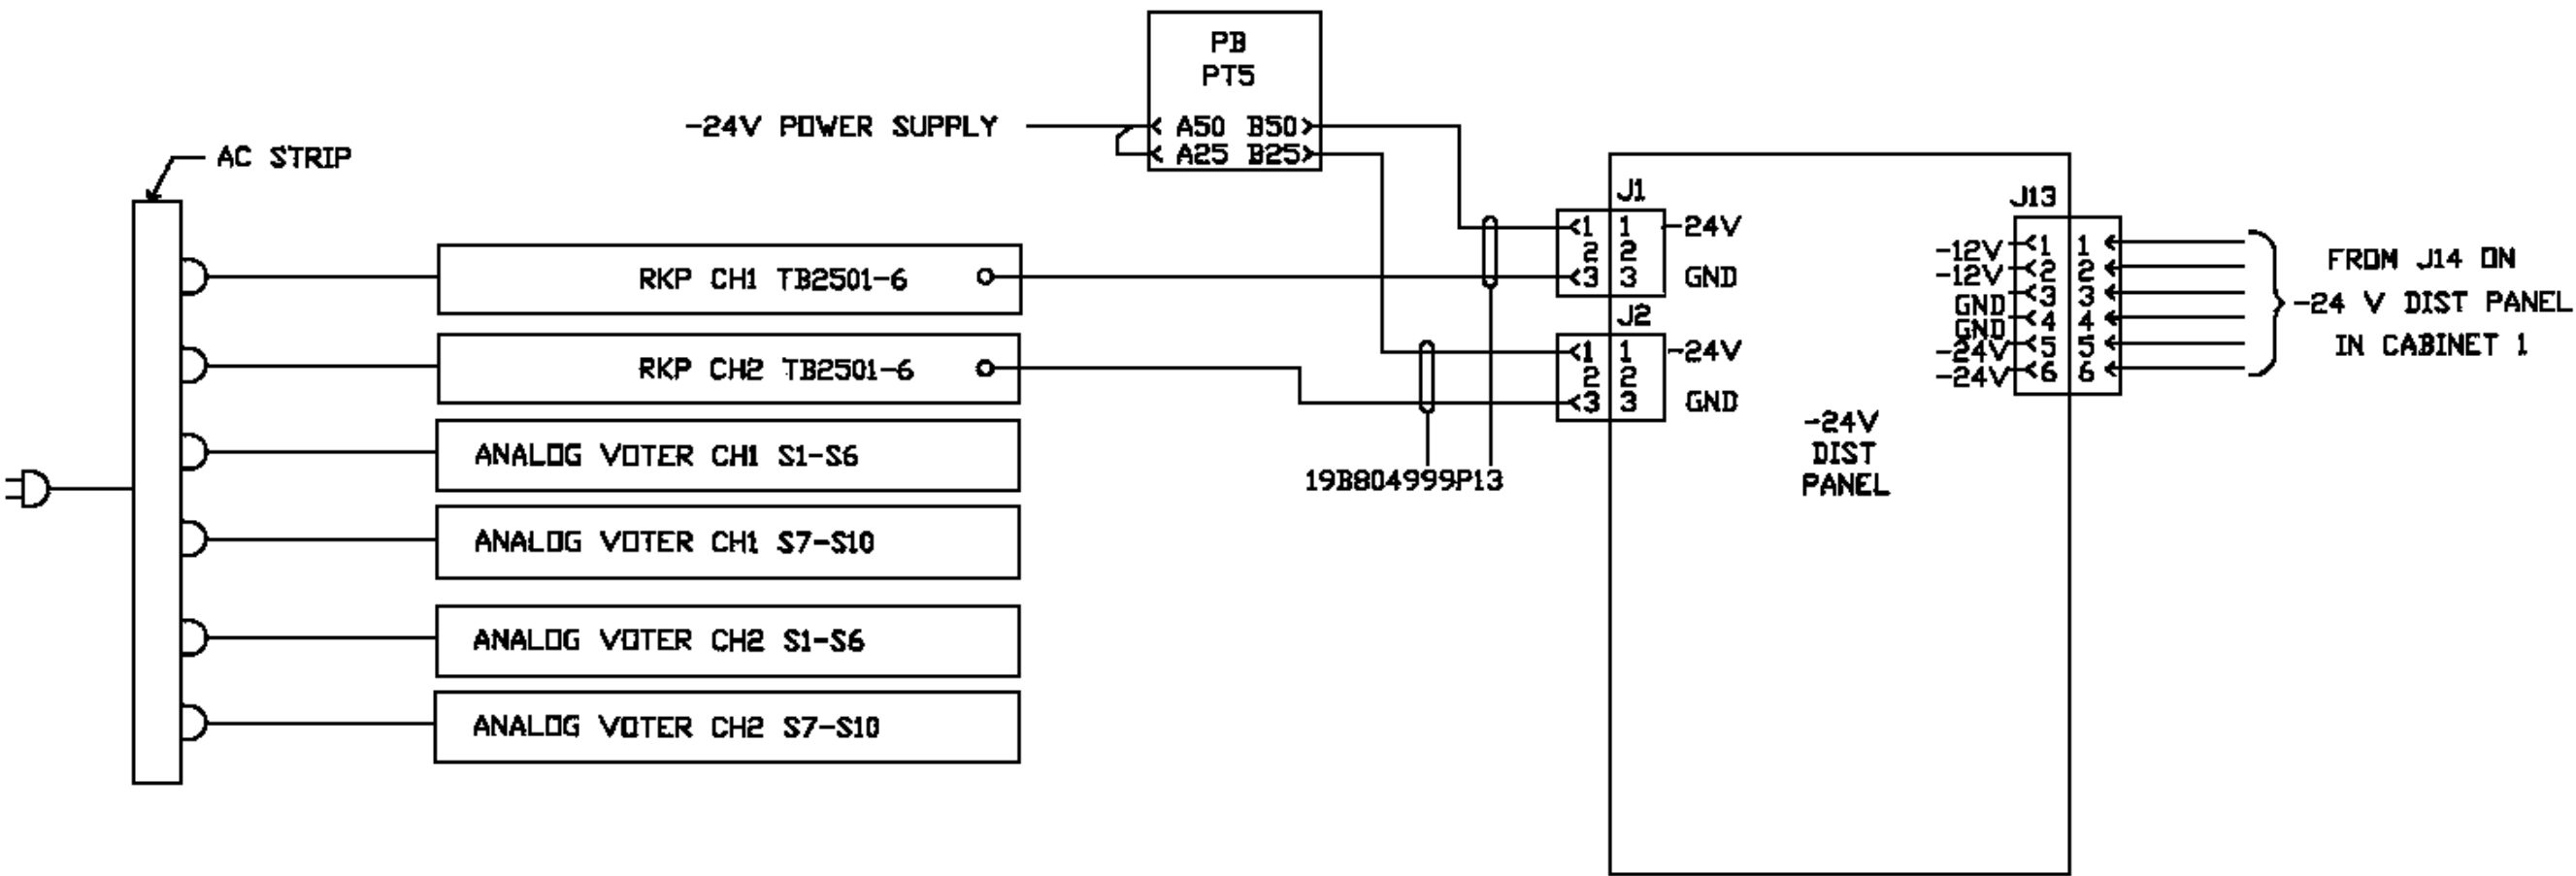 PB
PT5
-24V POWER SUPPLY
A50 B50
A25 B25
AC STRIP
J1
J13
1 1 -24V
2 2
3 3 GND
J2
1 1 -24V
2 2
3 3 GND
-12V 1 1
-12V 2 2
GND 3 3
GND 4 4
-24V 5 5
-24V 6 6
FROM J14 ON
-24 V DIST PANEL
IN CABINET 1
RKP CH1 TB2501-6
RKP CH2 TB2501-6
ANALOG VOTER CH1 S1-S6
ANALOG VOTER CH1 S7-S10
ANALOG VOTER CH2 S1-S6
ANALOG VOTER CH2 S7-S10
19B804999P13
-24V
DIST
PANEL